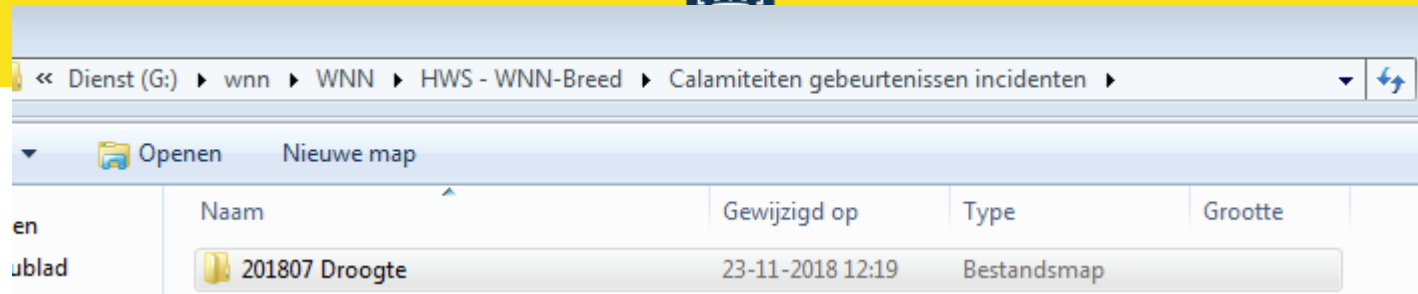 « Dienst (G:) ▸ wnn ▸ WNN ▸ HWS - WNN-Breed ▸ Calamiteiten gebeurtenissen incidenten ▸
Openen Nieuwe map
Naam Gewijzigd op Type Grootte
en
ublad
201807 Droogte 23-11-2018 12:19 Bestandsmap